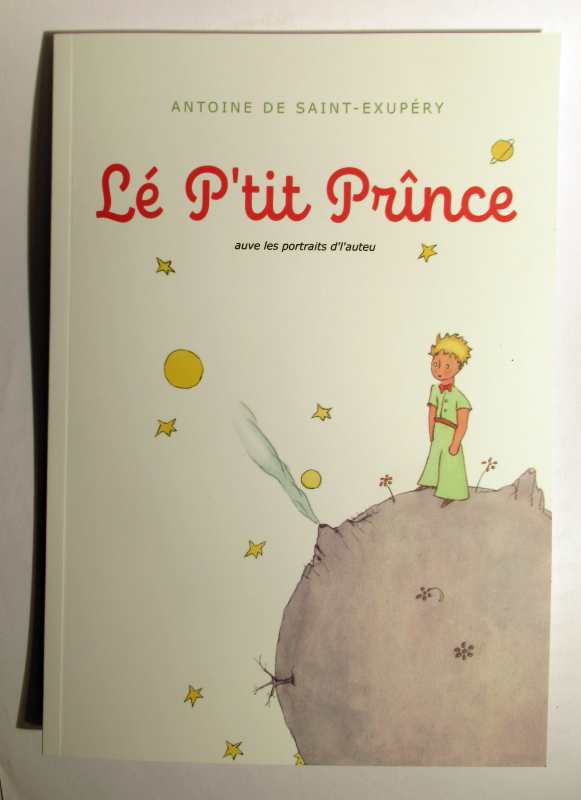 ANTOINE DE SAINT-EXUPÉRY
Lé P'tit Prînce
auve les portraits d'l'auteu